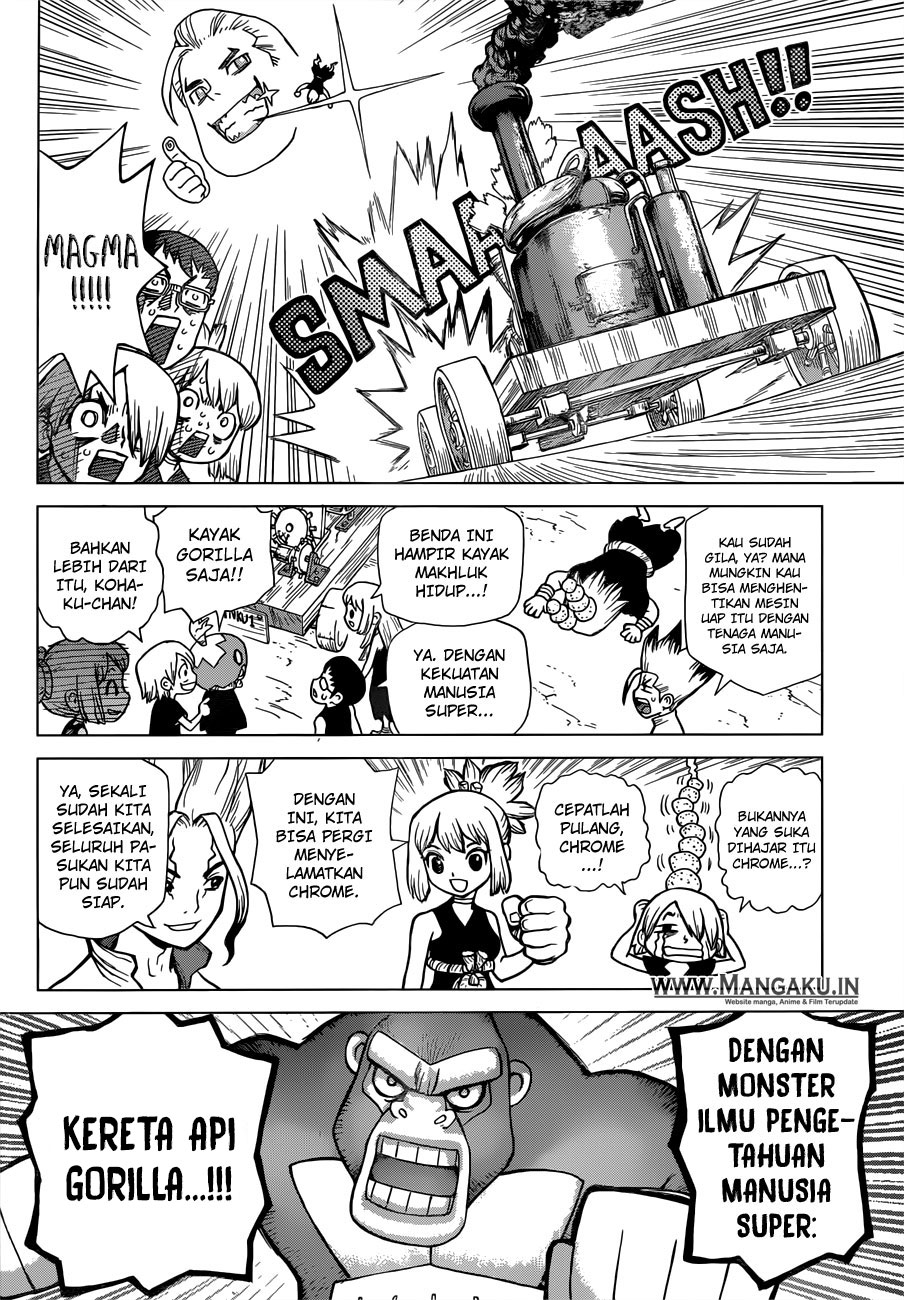 SMAAAAASH!!
MAGMA
!!!!!
KAU SUDAH
GILA, YA? MANA
MUNGKIN KAU
BISA MENGHEN-
TIKAN MESIN
UAP ITU DENGAN
TENAGA MANU-
SIA SAJA.
BENDA INI
HAMPIR KAYAK
MAKHLUK
HIDUP...!
YA. DENGAN
KEKUATAN
MANUSIA
SUPER...
KAYAK
GORILLA
SAJA!!
BAHKAN
LEBIH DARI
ITU, KOHA-
KU-CHAN!
BUKANNYA
YANG SUKA
DIHAJAR ITU
CHROME...?
CEPATLAH
PULANG,
CHROME
...!
DENGAN
INI, KITA
BISA PERGI
MENYE-
LAMATKAN
CHROME.
YA, SEKALI
SUDAH KITA
SELESAIKAN,
SELURUH PA-
SUKAN KITA
PUN SUDAH
SIAP.
www.Mangaku.in
Website manga, Anime & Film Terupdate
DENGAN
MONSTER
ILMU PENGE-
TAHUAN
MANUSIA
SUPER:
KERETA API
GORILLA...!!!